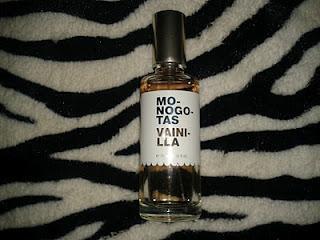 MO-
NOGO-
TAS
VAINI-
LLA